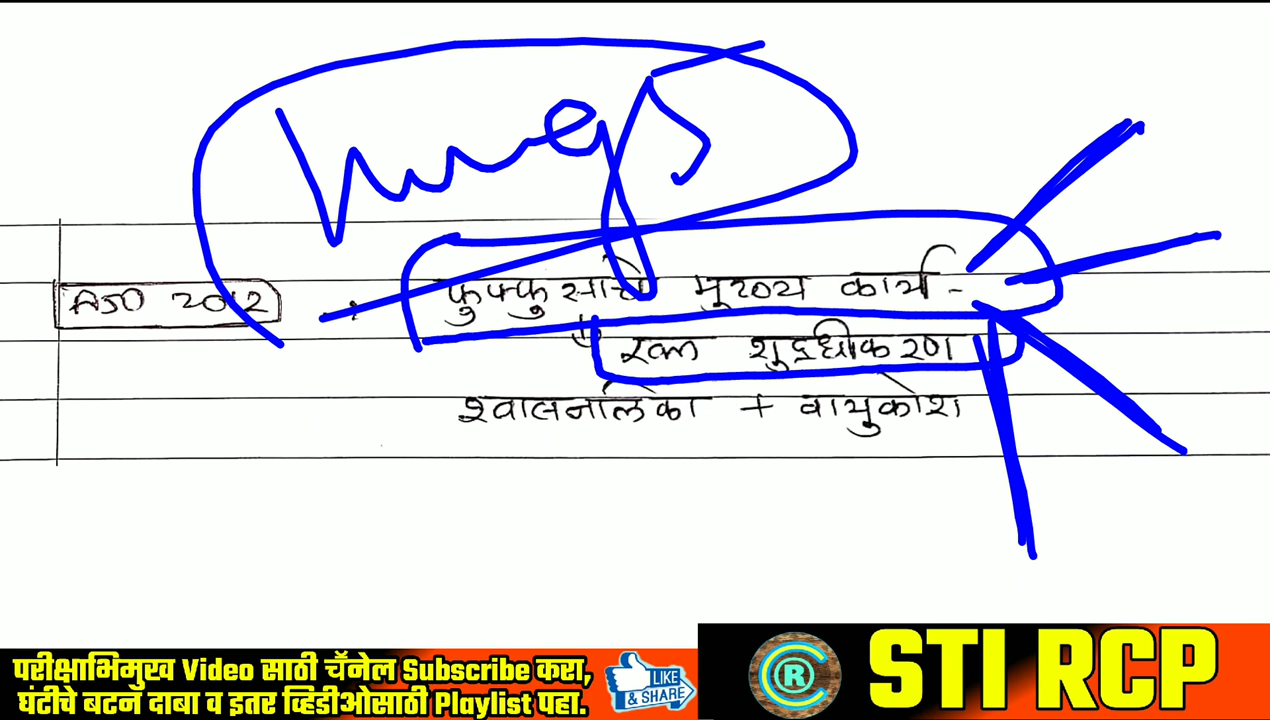 lungs
ASO 2012
फुफ्फुसाचे मुख्य कार्य -
रक्त शुद्धीकरण
श्वासनलिका + वायुकोश
परीक्षाभिमुख Video साठी चॅनेल Subscribe करा,
घंटीचे बटन दाबा व इतर व्हिडीओसाठी Playlist पहा.
LIKE
& SHARE
R
STI RCP